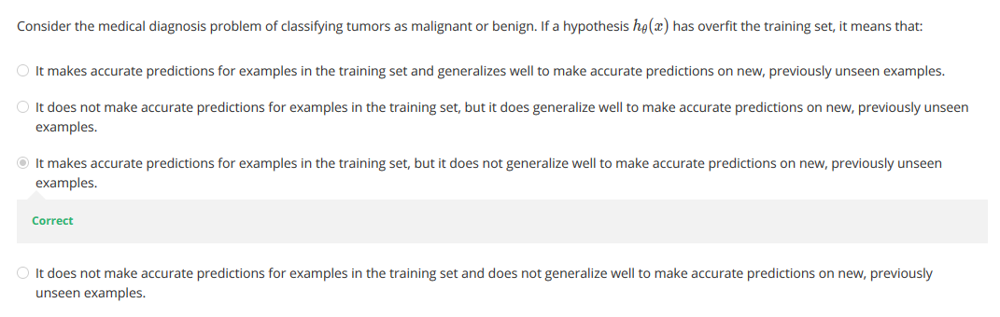 Consider the medical diagnosis problem of classifying tumors as malignant or benign. If a hypothesis hθ(x) has overfit the training set, it means that:
It makes accurate predictions for examples in the training set and generalizes well to make accurate predictions on new, previously unseen examples.
It does not make accurate predictions for examples in the training set, but it does generalize well to make accurate predictions on new, previously unseen
examples.
It makes accurate predictions for examples in the training set, but it does not generalize well to make accurate predictions on new, previously unseen
examples.
Correct
It does not make accurate predictions for examples in the training set and does not generalize well to make accurate predictions on new, previously
unseen examples.